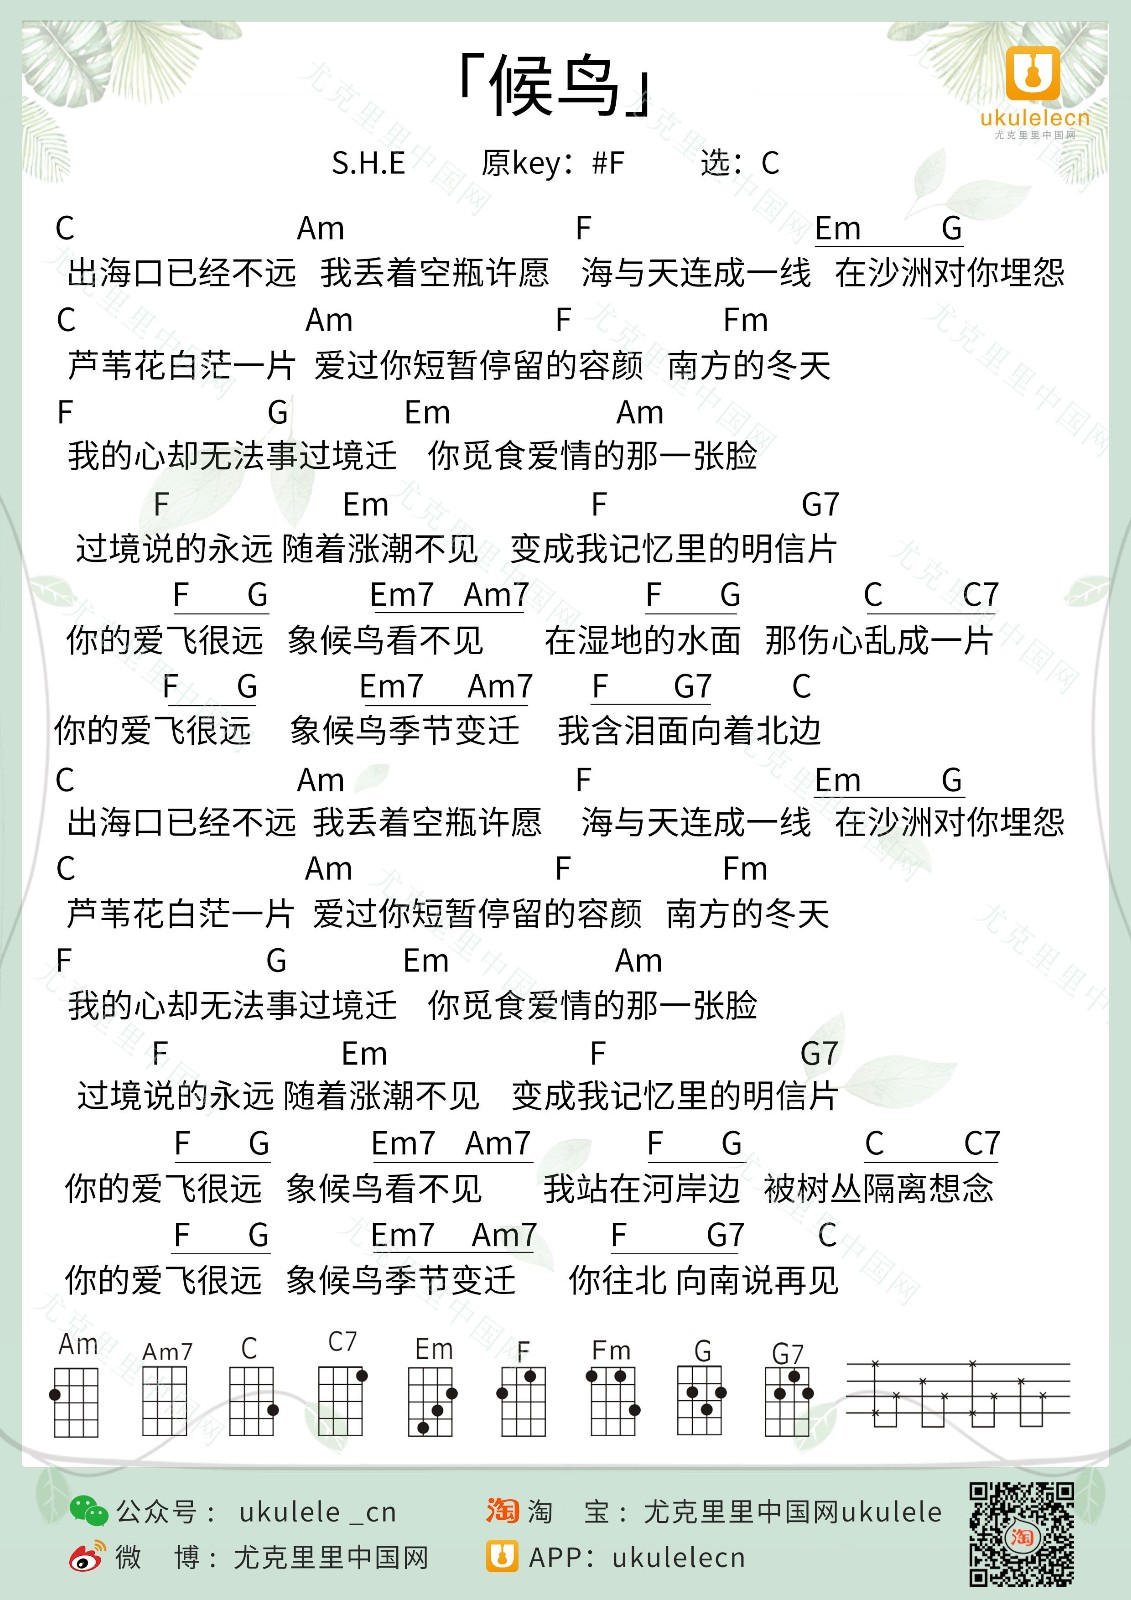 「候鸟」
ukulelecn
尤克里里中国网
S.H.E 原key：#F 选：C
C Am F Em G
出海口已经不远 我丢着空瓶许愿 海与天连成一线 在沙洲对你埋怨
C Am F Fm
芦苇花白茫一片 爱过你短暂停留的容颜 南方的冬天
F G Em Am
我的心却无法事过境迁 你觅食爱情的那一张脸
F Em F G7
过境说的永远 随着涨潮不见 变成我记忆里的明信片
F G Em7 Am7 F G C C7
你的爱飞很远 象候鸟看不见 在湿地的水面 那伤心乱成一片
F G Em7 Am7 F G7 C
你的爱飞很远 象候鸟季节变迁 我含泪面向着北边
C Am F Em G
出海口已经不远 我丢着空瓶许愿 海与天连成一线 在沙洲对你埋怨
C Am F Fm
芦苇花白茫一片 爱过你短暂停留的容颜 南方的冬天
F G Em Am
我的心却无法事过境迁 你觅食爱情的那一张脸
F Em F G7
过境说的永远 随着涨潮不见 变成我记忆里的明信片
F G Em7 Am7 F G C C7
你的爱飞很远 象候鸟看不见 我站在河岸边 被树丛隔离想念
F G Em7 Am7 F G7 C
你的爱飞很远 象候鸟季节变迁 你往北 向南说再见
Am Am7 C C7 Em F Fm G G7
公众号： ukulele _cn 淘 淘 宝：尤克里里中国网ukulele
微 博：尤克里里中国网 APP：ukulelecn
淘